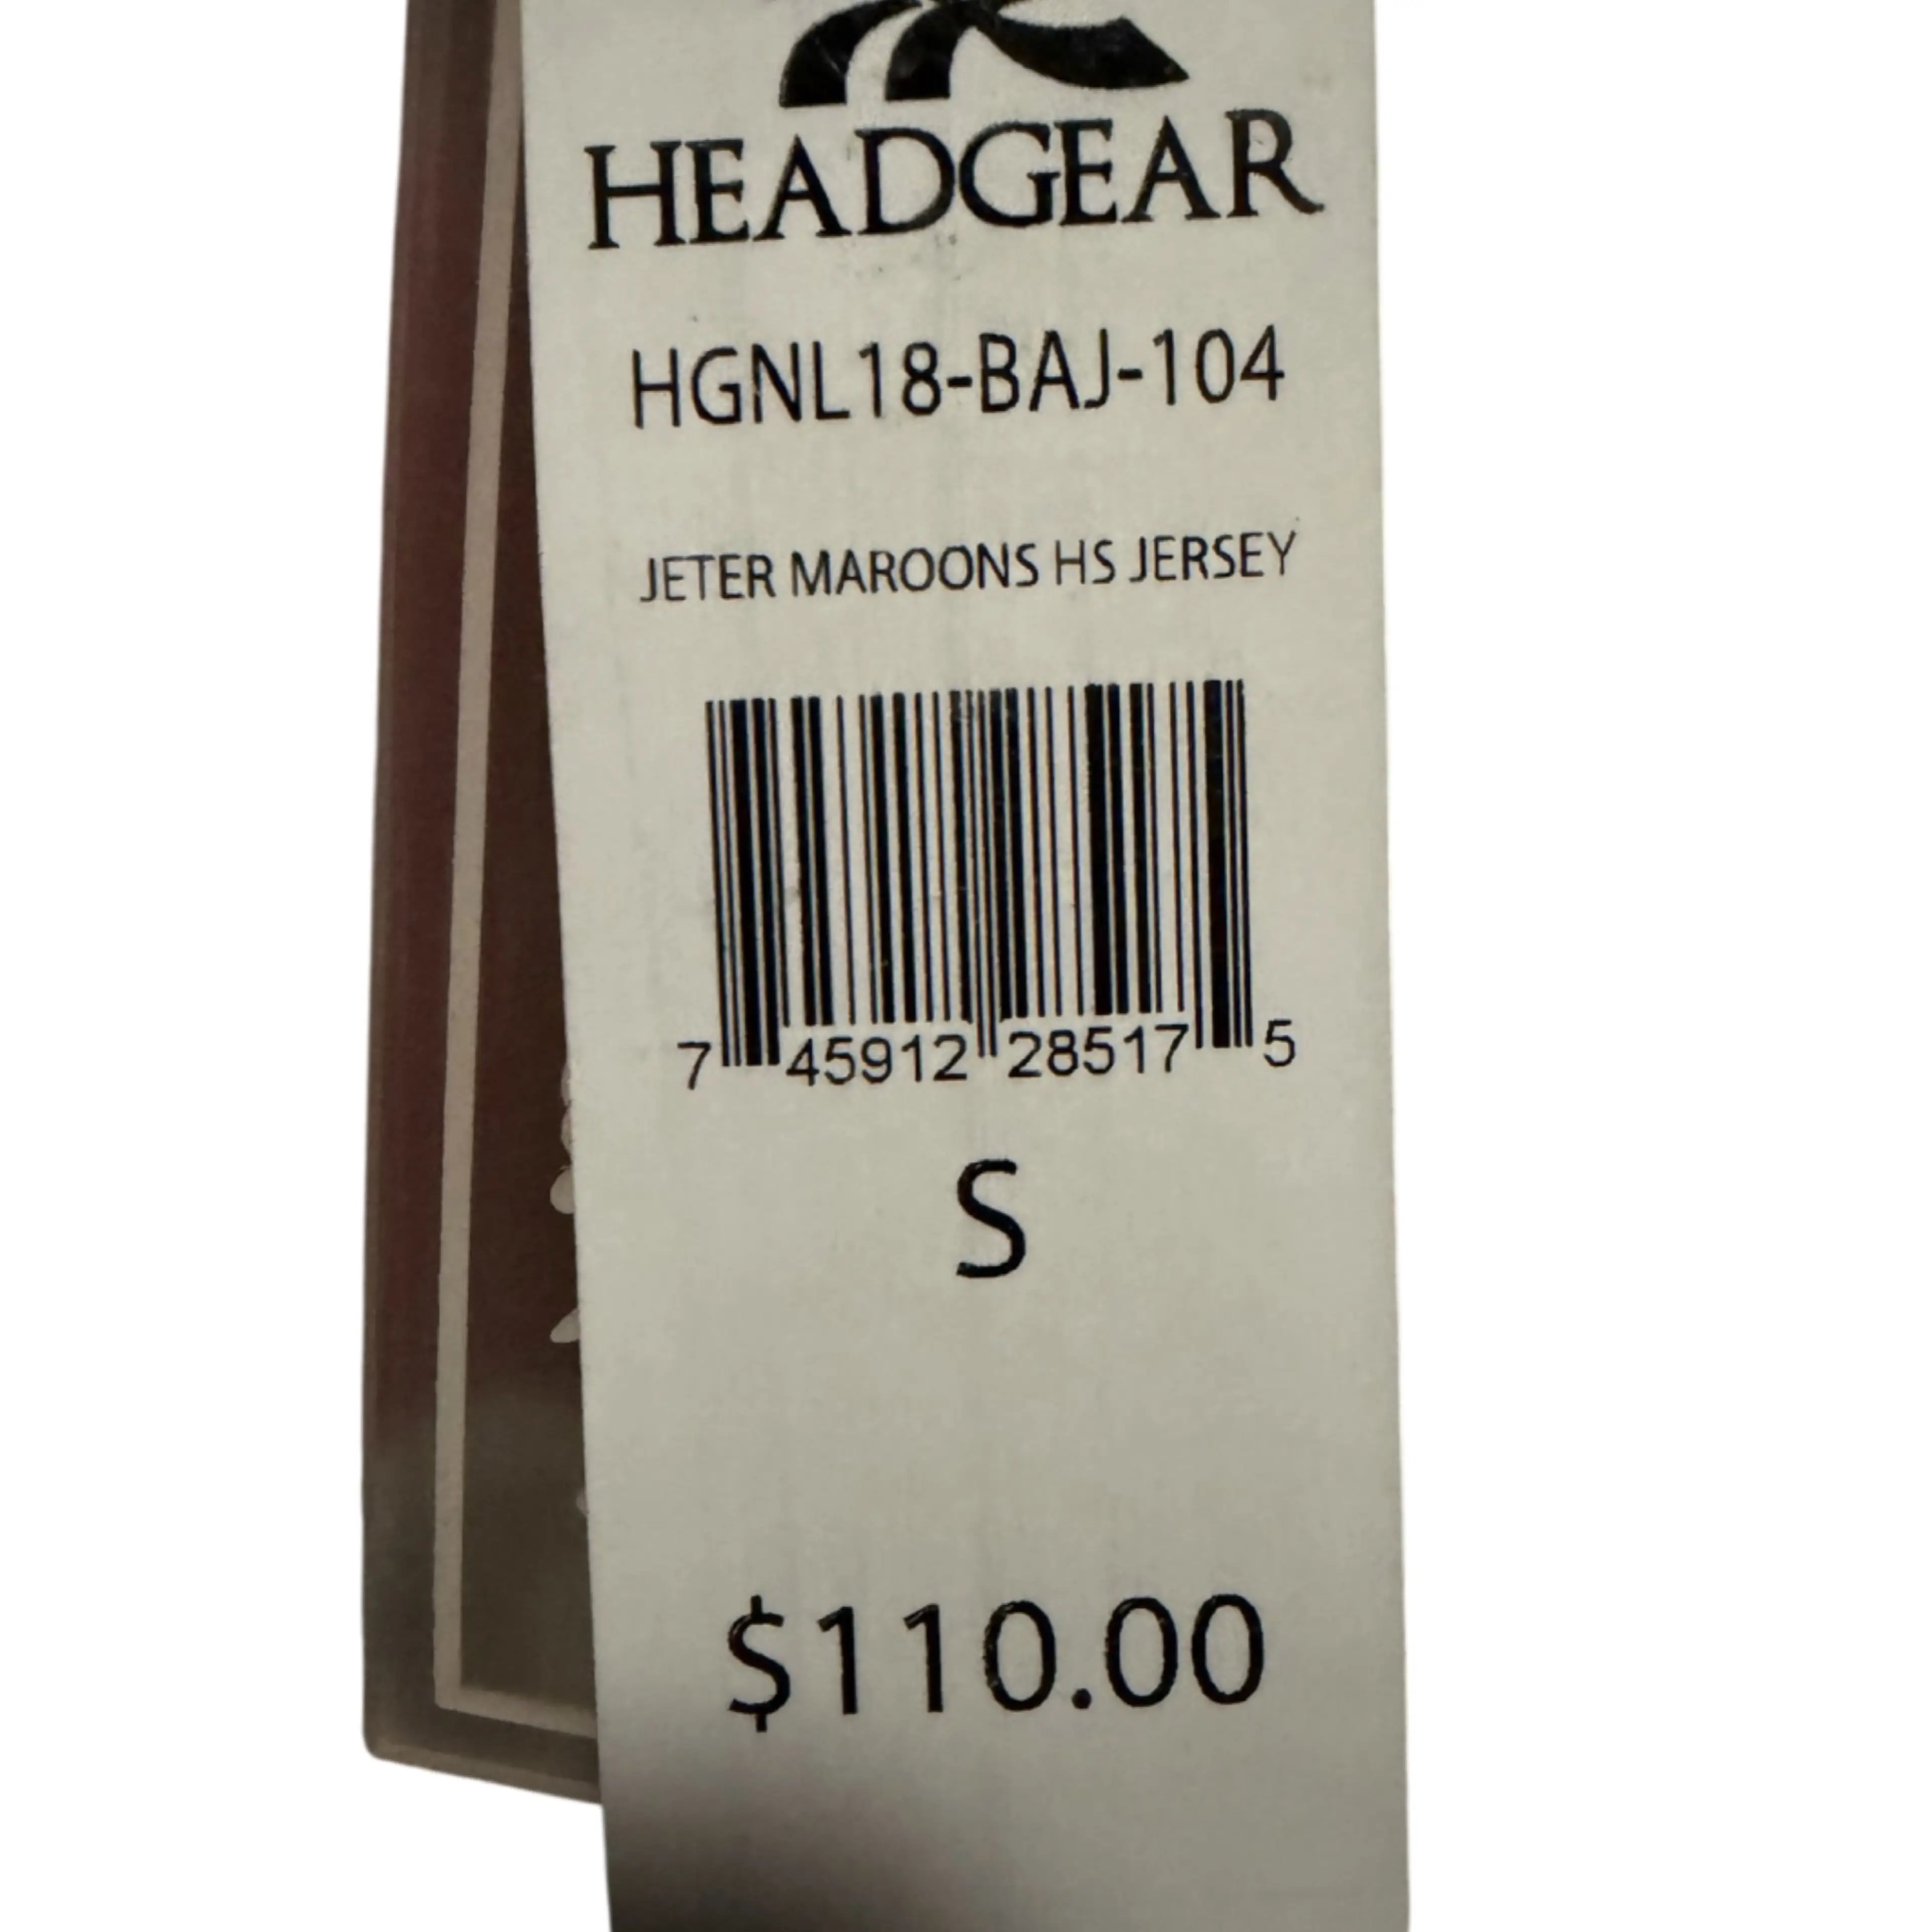 HEADGEAR
HGNL18-BAJ-104
JETER MAROONS HS JERSEY
7 45912 28517 5
S
$110.00